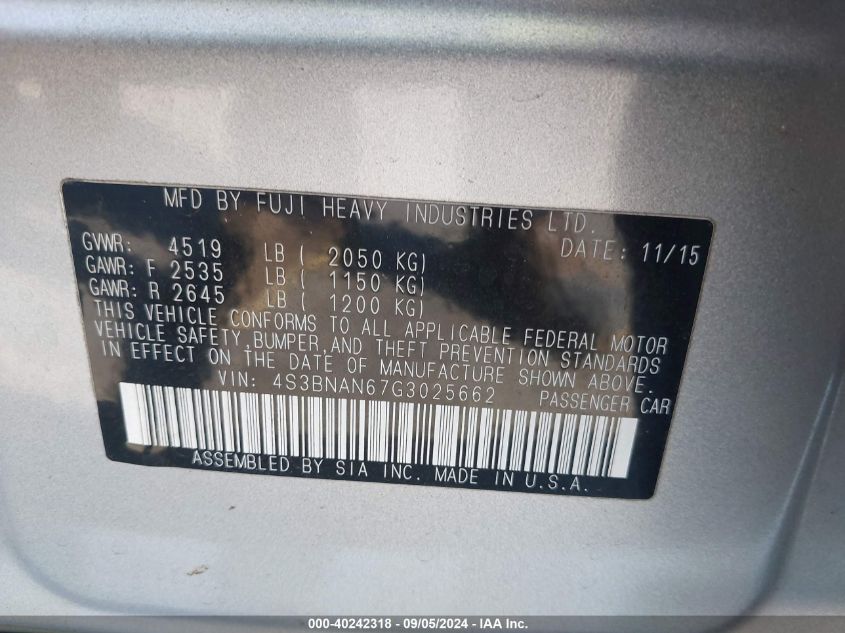 MFD BY FUJI HEAVY INDUSTRIES LTD.
GVWR: 4519 LB ( 2050 KG) DATE: 11/15
GAWR: F 2535 LB ( 1150 KG)
GAWR: R 2645 LB ( 1200 KG)
THIS VEHICLE CONFORMS TO ALL APPLICABLE FEDERAL MOTOR
VEHICLE SAFETY, BUMPER, AND THEFT PREVENTION STANDARDS
IN EFFECT ON THE DATE OF MANUFACTURE SHOWN ABOVE.
VIN: 4S3BNAN67G3025662 PASSENGER CAR
ASSEMBLED BY SIA INC. MADE IN U.S.A.
000-40242318 - 09/05/2024 - IAA Inc.